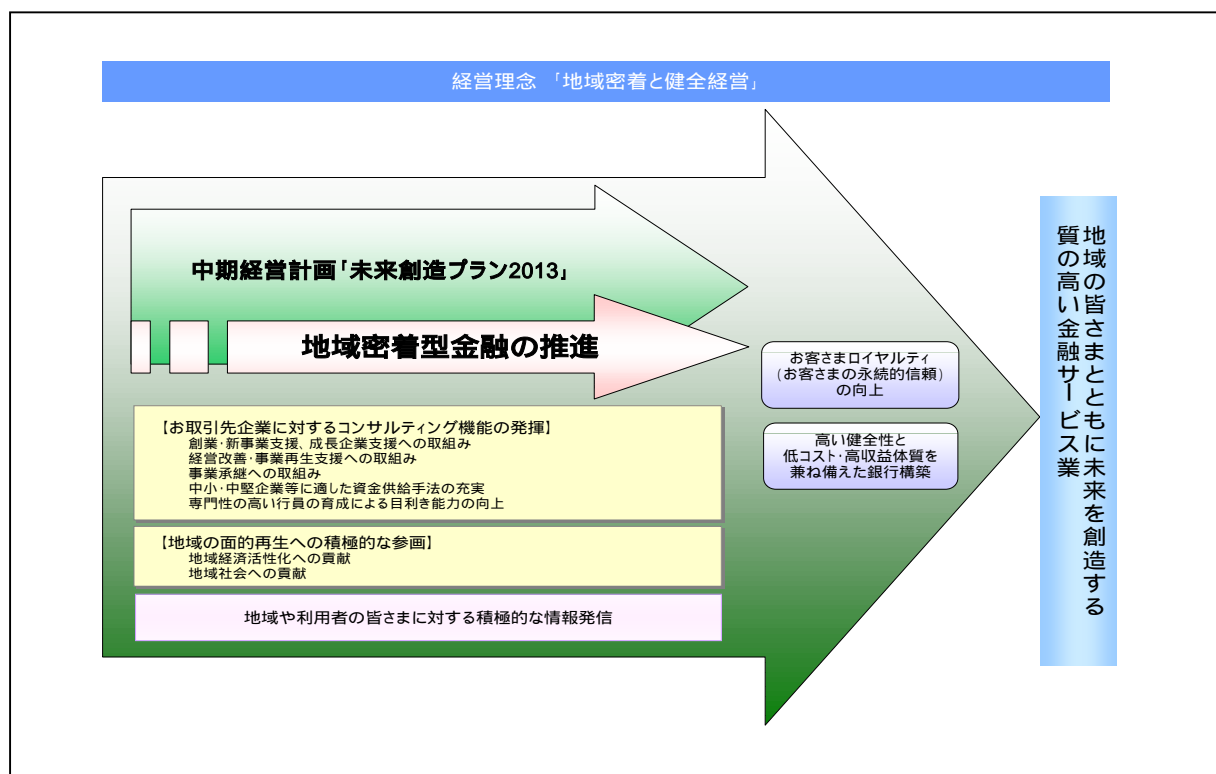 経営理念 「地域密着と健全経営」
中期経営計画「未来創造プラン2013」
地域密着型金融の推進
【お取引先企業に対するコンサルティング機能の発揮】
創業・新事業支援、成長企業支援への取組み
経営改善・事業再生支援への取組み
事業承継への取組み
中小・中堅企業等に適した資金供給手法の充実
専門性の高い行員の育成による目利き能力の向上
【地域の面的再生への積極的な参画】
地域経済活性化への貢献
地域社会への貢献
地域や利用者の皆さまに対する積極的な情報発信
お客さまロイヤルティ
(お客さまの永続的信頼)
の向上
高い健全性と
低コスト・高収益体質を
兼ね備えた銀行構築
地域の皆さまとともに未来を創造する
質の高い金融サービス業